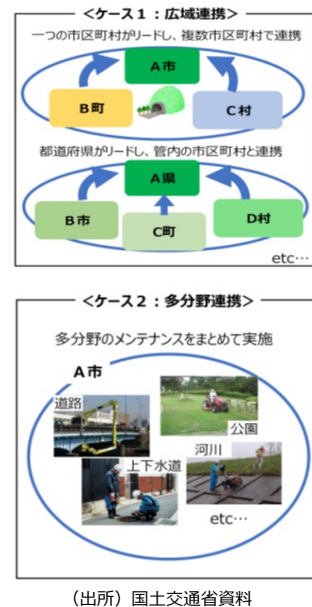 ＜ケース１：広域連携＞
一つの市区町村がリードし、複数市区町村で連携
Ａ市
Ｂ町
Ｃ村
都道府県がリードし、管内の市区町村と連携
Ａ県
Ｂ市
Ｃ町
Ｄ村
etc…
＜ケース２：多分野連携＞
多分野のメンテナンスをまとめて実施
Ａ市
道路
公園
上下水道
河川
etc…
（出所）国土交通省資料